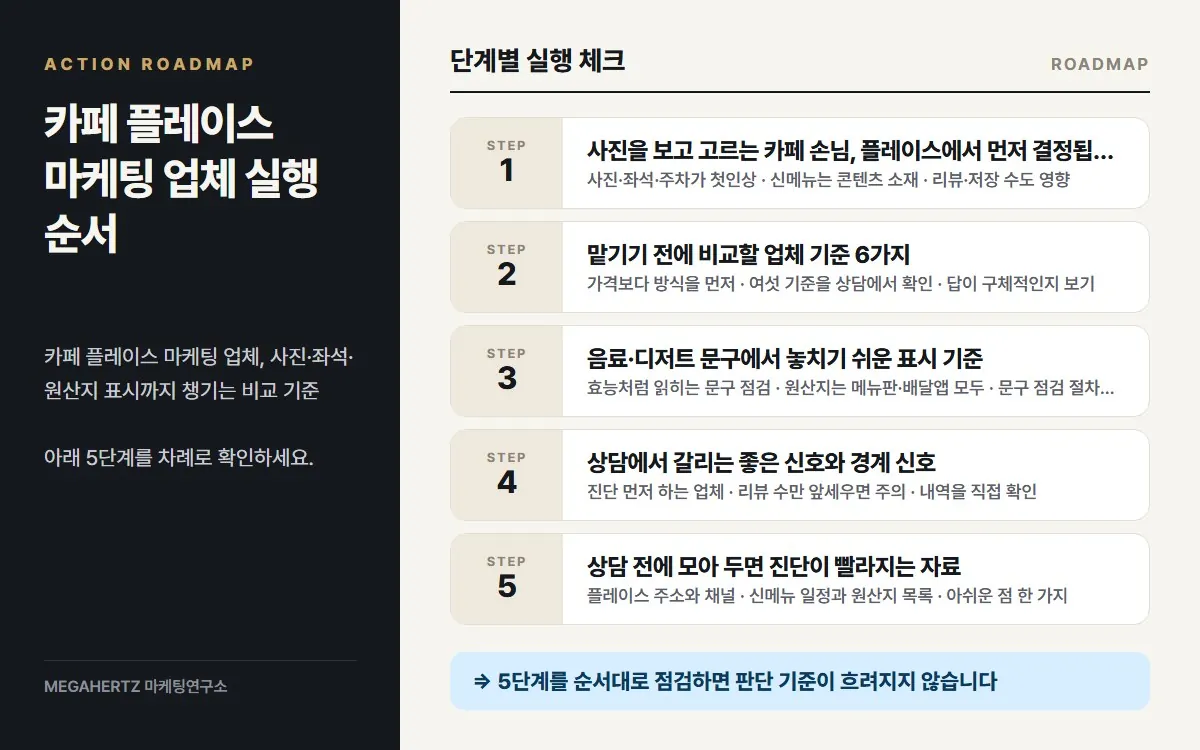 ACTION ROADMAP
카페 플레이스
마케팅 업체 실행
순서
카페 플레이스 마케팅 업체, 사진·좌석·
원산지 표시까지 챙기는 비교 기준
아래 5단계를 차례로 확인하세요.
MEGAHERTZ 마케팅연구소
단계별 실행 체크
ROADMAP
STEP
1
사진을 보고 고르는 카페 손님, 플레이스에서 먼저 결정됩...
사진·좌석·주차가 첫인상 · 신메뉴는 콘텐츠 소재 · 리뷰·저장 수도 영향
STEP
2
맡기기 전에 비교할 업체 기준 6가지
가격보다 방식을 먼저 · 여섯 기준을 상담에서 확인 · 답이 구체적인지 보기
STEP
3
음료·디저트 문구에서 놓치기 쉬운 표시 기준
효능처럼 읽히는 문구 점검 · 원산지는 메뉴판·배달앱 모두 · 문구 점검 절차...
STEP
4
상담에서 갈리는 좋은 신호와 경계 신호
진단 먼저 하는 업체 · 리뷰 수만 앞세우면 주의 · 내역을 직접 확인
STEP
5
상담 전에 모아 두면 진단이 빨라지는 자료
플레이스 주소와 채널 · 신메뉴 일정과 원산지 목록 · 아쉬운 점 한 가지
→ 5단계를 순서대로 점검하면 판단 기준이 흐려지지 않습니다